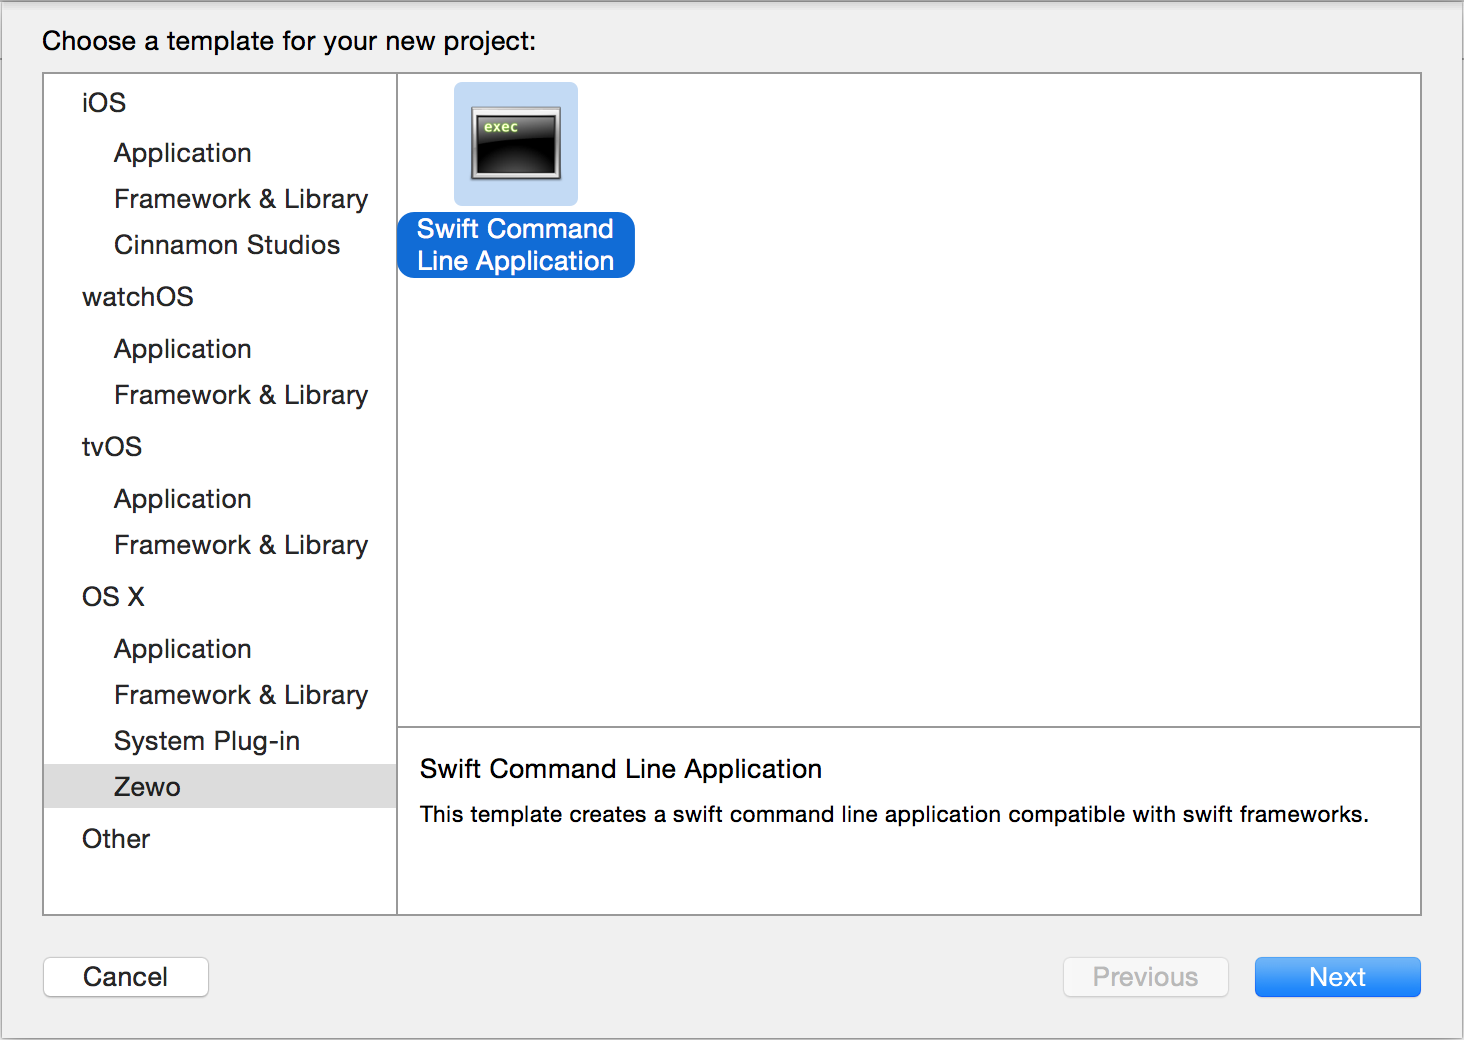 Choose a template for your new project:
iOS
Application
Framework & Library
Cinnamon Studios
watchOS
Application
Framework & Library
tvOS
Application
Framework & Library
OS X
Application
Framework & Library
System Plug-in
Zewo
Other
exec
Swift Command
Line Application
Swift Command Line Application
This template creates a swift command line application compatible with swift frameworks.
Cancel
Previous
Next